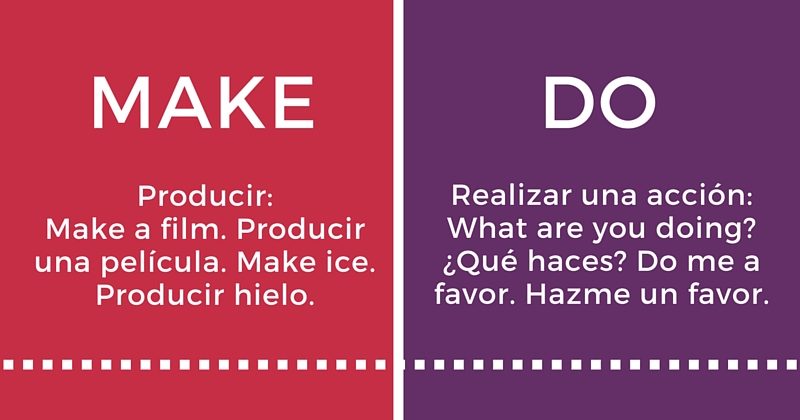 MAKE
Producir:
Make a film. Producir
una película. Make ice.
Producir hielo.
DO
Realizar una acción:
What are you doing?
¿Qué haces? Do me a
favor. Hazme un favor.